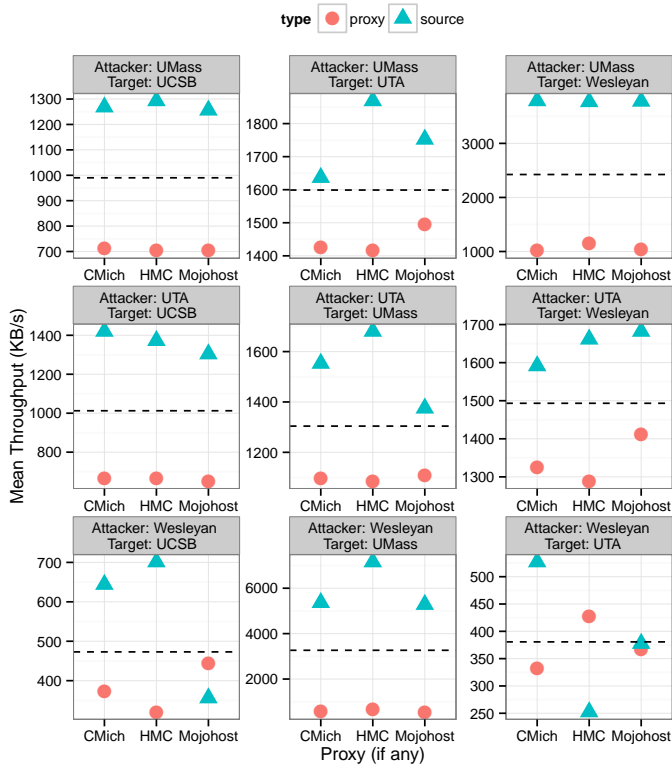 type proxy source
Attacker: UMass
Target: UCSB
1300
1200
1100
1000
900
800
700
CMich HMC Mojohost
Attacker: UMass
Target: UTA
1800
1700
1600
1500
1400
CMich HMC Mojohost
Attacker: UMass
Target: Wesleyan
3000
2000
1000
CMich HMC Mojohost
Attacker: UTA
Target: UCSB
1400
1200
1000
800
CMich HMC Mojohost
Attacker: UTA
Target: UMass
1600
1400
1200
CMich HMC Mojohost
Attacker: UTA
Target: Wesleyan
1700
1600
1500
1400
1300
CMich HMC Mojohost
Attacker: Wesleyan
Target: UCSB
700
600
500
400
CMich HMC Mojohost
Attacker: Wesleyan
Target: UMass
6000
4000
2000
CMich HMC Mojohost
Attacker: Wesleyan
Target: UTA
500
450
400
350
300
250
CMich HMC Mojohost
Mean Throughput (KB/s)
Proxy (if any)